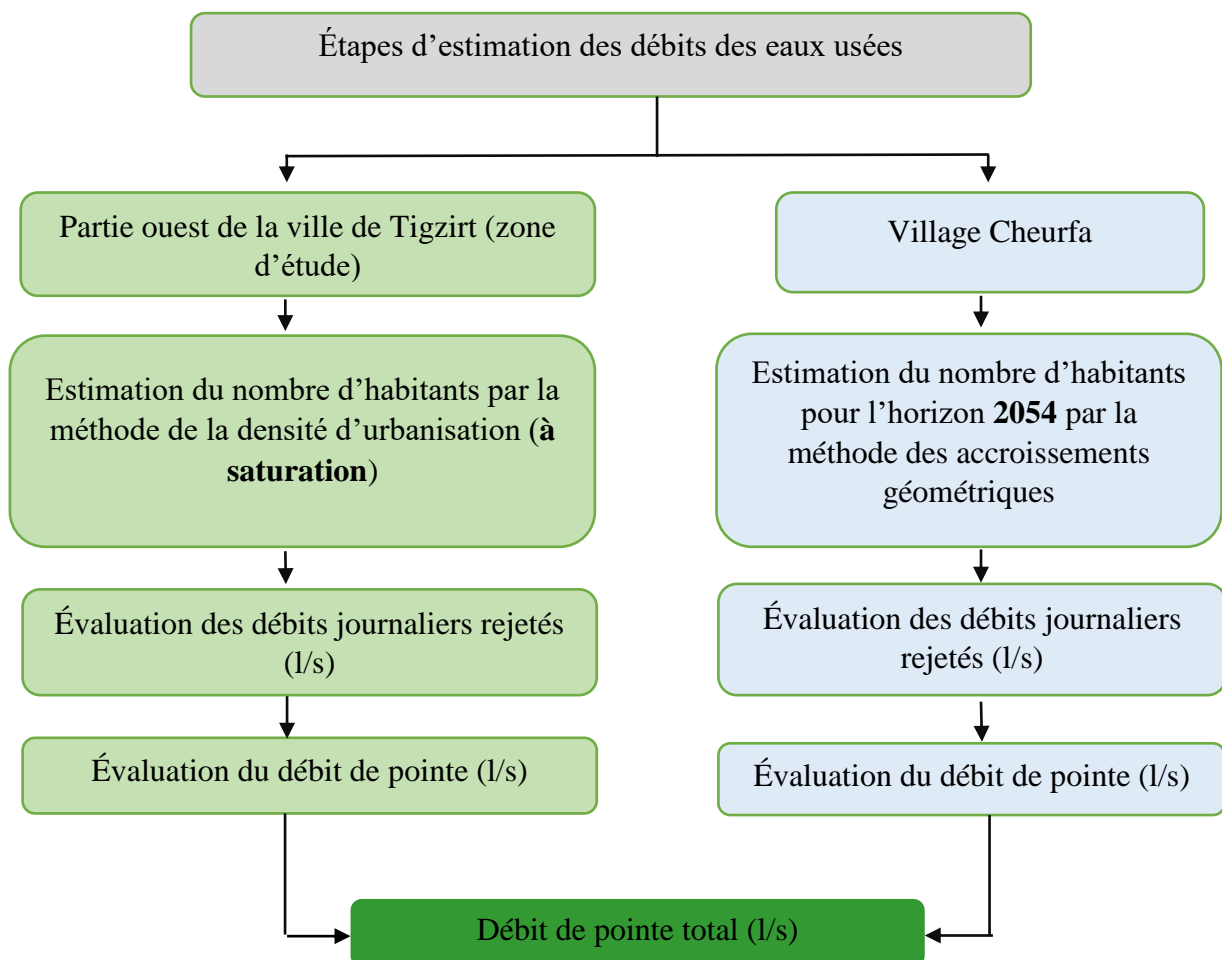 Étapes d’estimation des débits des eaux usées
Partie ouest de la ville de Tigzirt (zone
d’étude)
Estimation du nombre d’habitants par la
méthode de la densité d’urbanisation (à
saturation)
Évaluation des débits journaliers rejetés
(l/s)
Évaluation du débit de pointe (l/s)
Village Cheurfa
Estimation du nombre d’habitants
pour l’horizon 2054 par la
méthode des accroissements
géométriques
Évaluation des débits journaliers
rejetés (l/s)
Évaluation du débit de pointe (l/s)
Débit de pointe total (l/s)